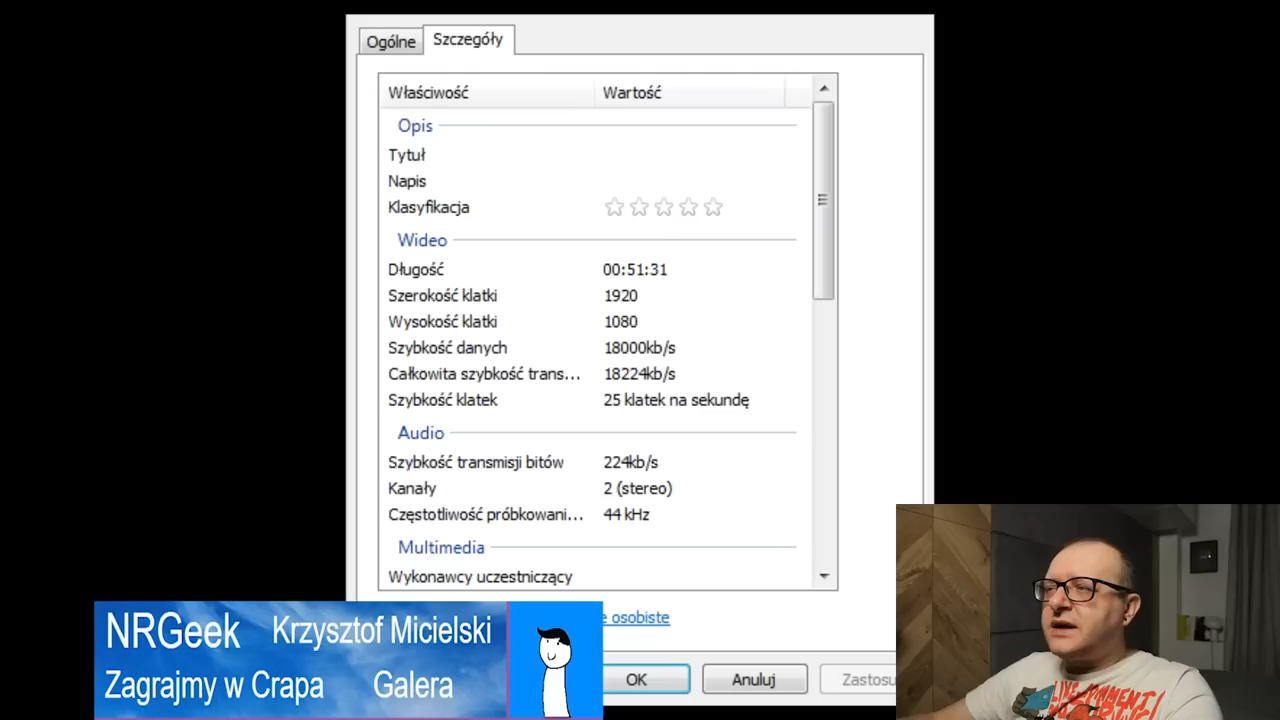 Ogólne Szczegóły
Właściwość Wartość
Opis
Tytuł
Napis
Klasyfikacja
Wideo
Długość 00:51:31
Szerokość klatki 1920
Wysokość klatki 1080
Szybkość danych 18000kb/s
Całkowita szybkość trans... 18224kb/s
Szybkość klatek 25 klatek na sekundę
Audio
Szybkość transmisji bitów 224kb/s
Kanały 2 (stereo)
Częstotliwość próbkowani... 44 kHz
Multimedia
Wykonawcy uczestniczący
e osobiste
OK Anuluj Zastosu
NRGeek Krzysztof Micielski
Zagrajmy w Crapa Galera
LIVE